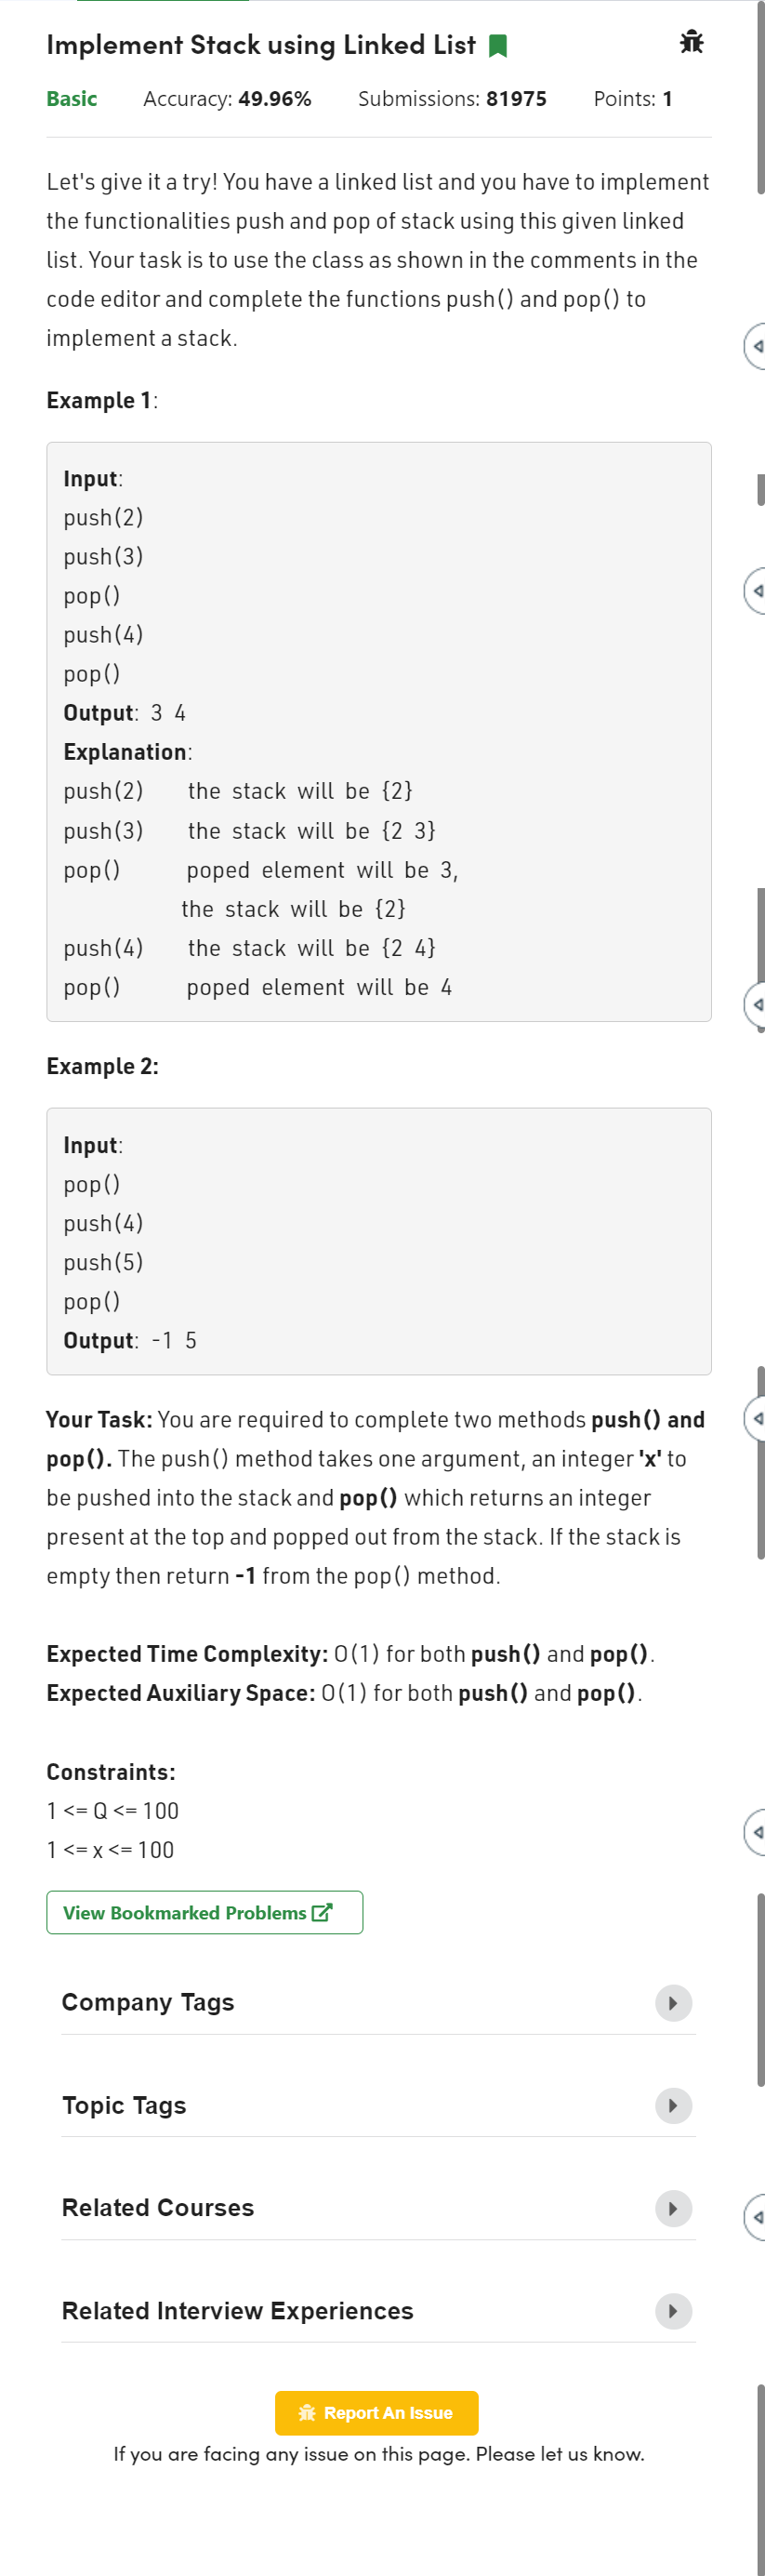 Implement Stack using Linked List
Basic Accuracy: 49.96% Submissions: 81975 Points: 1
Let's give it a try! You have a linked list and you have to implement
the functionalities push and pop of stack using this given linked
list. Your task is to use the class as shown in the comments in the
code editor and complete the functions push() and pop() to
implement a stack.
Example 1:
Input:
push(2)
push(3)
pop()
push(4)
pop()
Output: 3 4
Explanation:
push(2) the stack will be {2}
push(3) the stack will be {2 3}
pop() poped element will be 3,
the stack will be {2}
push(4) the stack will be {2 4}
pop() poped element will be 4
Example 2:
Input:
pop()
push(4)
push(5)
pop()
Output: -1 5
Your Task: You are required to complete two methods push() and
pop(). The push() method takes one argument, an integer 'x' to
be pushed into the stack and pop() which returns an integer
present at the top and popped out from the stack. If the stack is
empty then return -1 from the pop() method.
Expected Time Complexity: O(1) for both push() and pop().
Expected Auxiliary Space: O(1) for both push() and pop().
Constraints:
1 <= Q <= 100
1 <= x <= 100
View Bookmarked Problems
Company Tags
Topic Tags
Related Courses
Related Interview Experiences
Report An Issue
If you are facing any issue on this page. Please let us know.